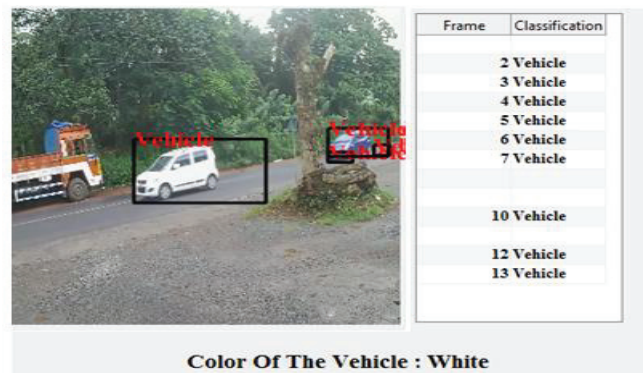 Frame Classification
2 Vehicle
3 Vehicle
4 Vehicle
5 Vehicle
6 Vehicle
7 Vehicle
10 Vehicle
12 Vehicle
13 Vehicle
Vehicle
Vehicle
Color Of The Vehicle : White